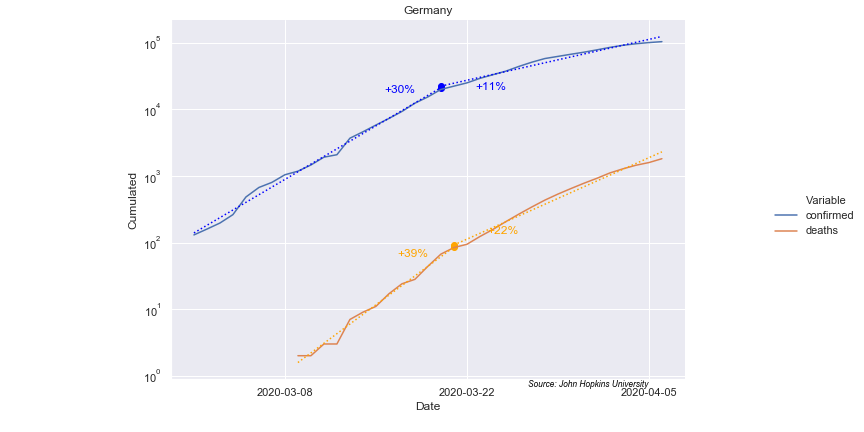 Germany
10^5
+30%
+11%
10^4
10^3
Variable
confirmed
deaths
Cumulated
10^2
+22%
+39%
10^1
10^0
Source: John Hopkins University
2020-03-08
2020-03-22
2020-04-05
Date